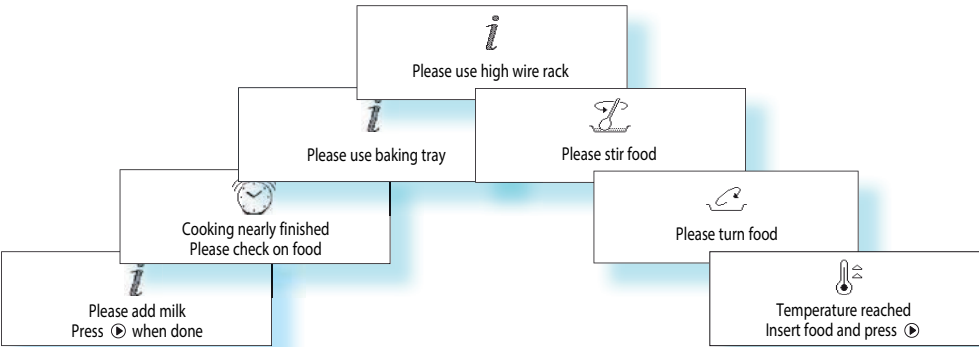 Please use high wire rack
Please use baking tray
Please stir food
Cooking nearly finished
Please check on food
Please turn food
Please add milk
Press ▶ when done
Temperature reached
Insert food and press ▶